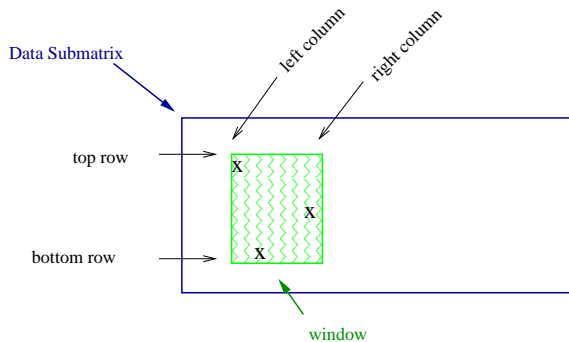 left column
right column
Data Submatrix
top row
X
X
X
bottom row
window